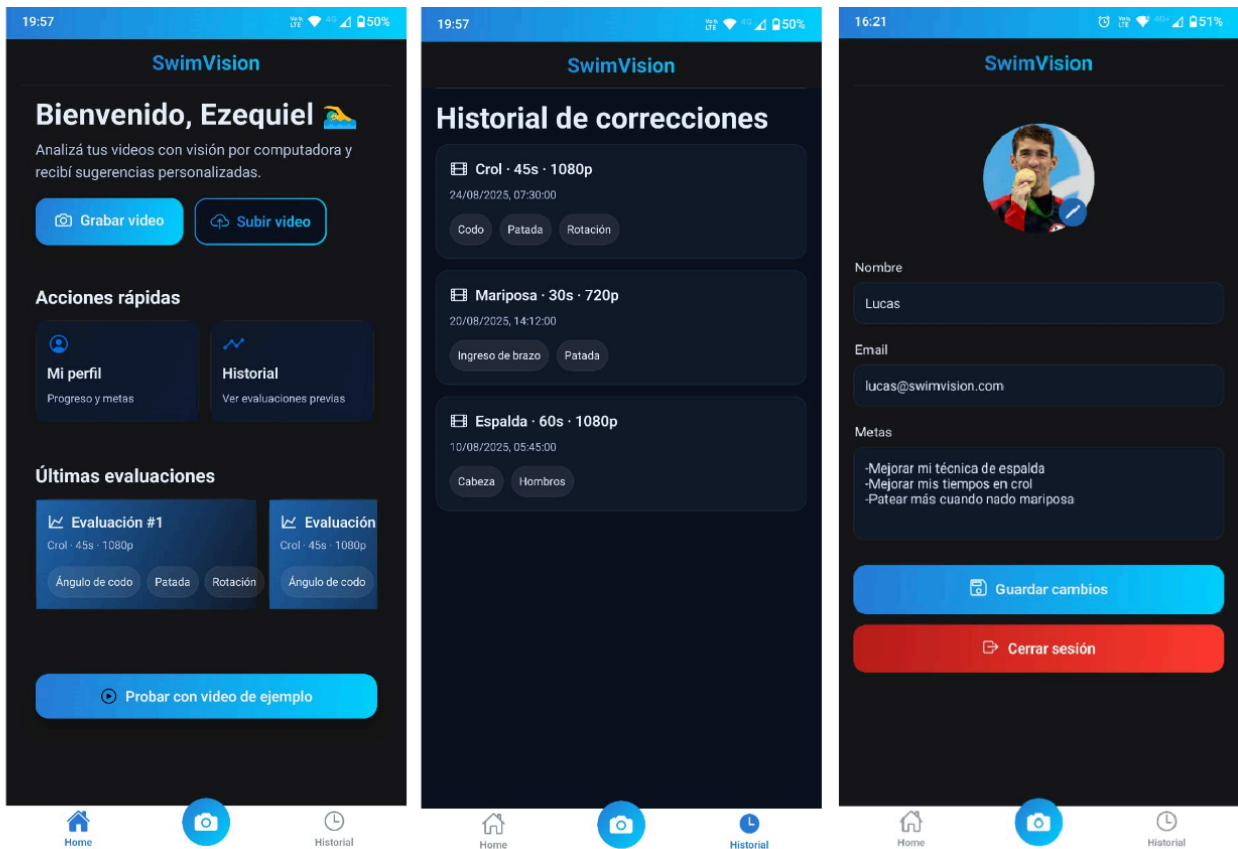 19:57
VoB LTE 4G 50%
SwimVision
Bienvenido, Ezequiel 🏊
Analizá tus videos con visión por computadora y
recibí sugerencias personalizadas.
Grabar video
Subir video
Acciones rápidas
Mi perfil
Progreso y metas
Historial
Ver evaluaciones previas
Últimas evaluaciones
Evaluación #1
Crol · 45s · 1080p
Ángulo de codo Patada Rotación
Evaluación
Crol · 45s · 1080p
Ángulo de codo
Probar con video de ejemplo
Home
Historial
19:57
LTE 4G 50%
SwimVision
Historial de correcciones
Crol · 45s · 1080p
24/08/2025, 07:30:00
Codo Patada Rotación
Mariposa · 30s · 720p
20/08/2025, 14:12:00
Ingreso de brazo Patada
Espalda · 60s · 1080p
10/08/2025, 05:45:00
Cabeza Hombros
Home
Historial
16:21
LTE 4G+ 51%
SwimVision
Nombre
Lucas
Email
lucas@swimvision.com
Metas
-Mejorar mi técnica de espalda
-Mejorar mis tiempos en crol
-Patear más cuando nado mariposa
Guardar cambios
Cerrar sesión
Home
Historial